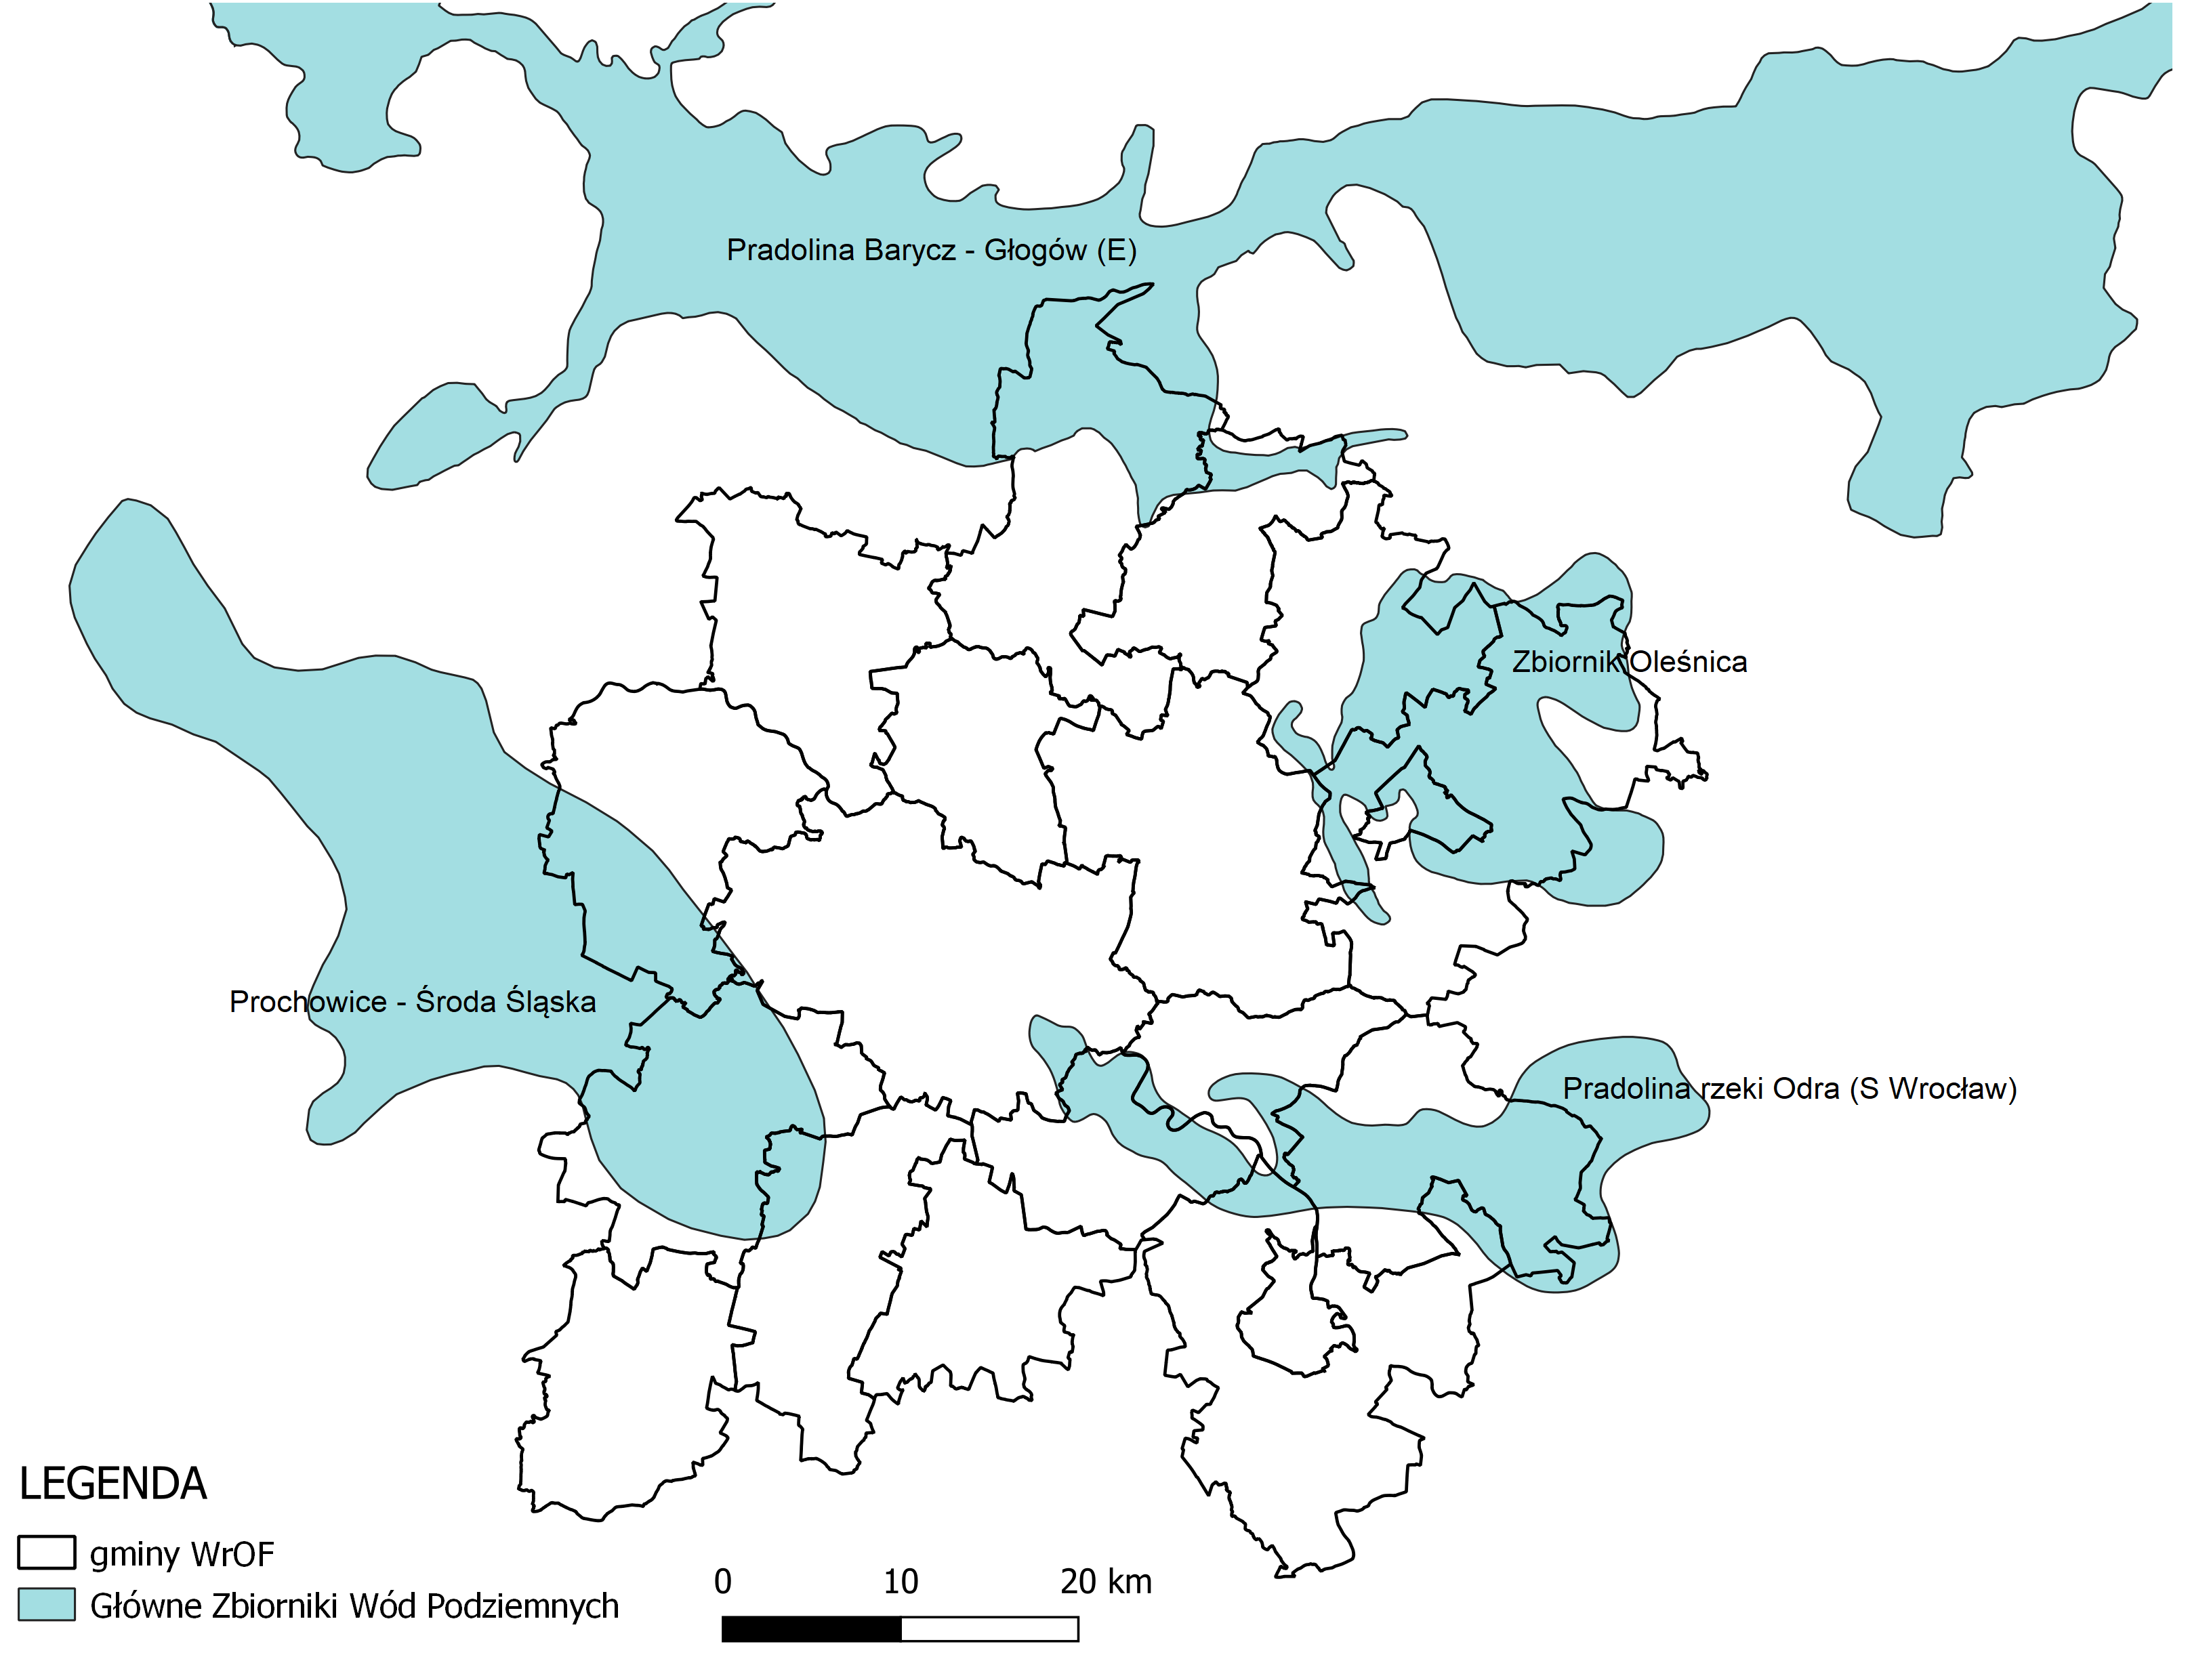 Pradolina Barycz - Głogów (E)
Zbiornik Oleśnica
Prochowice - Środa Śląska
Pradolina rzeki Odra (S Wrocław)
LEGENDA
gminy WrOF
Główne Zbiorniki Wód Podziemnych
0 10 20 km